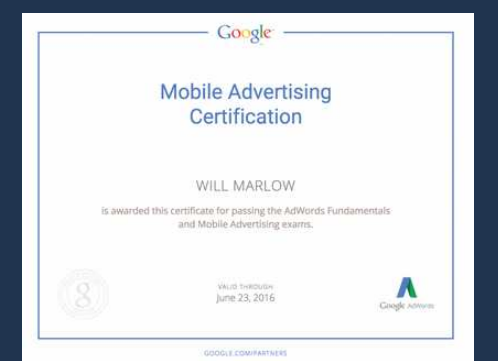 Google
Mobile Advertising
Certification
WILL MARLOW
is awarded this certificate for passing the AdWords Fundamentals
and Mobile Advertising exams.
VALID THROUGH
June 23, 2016
Google AdWords
GOOGLE.COM/PARTNERS